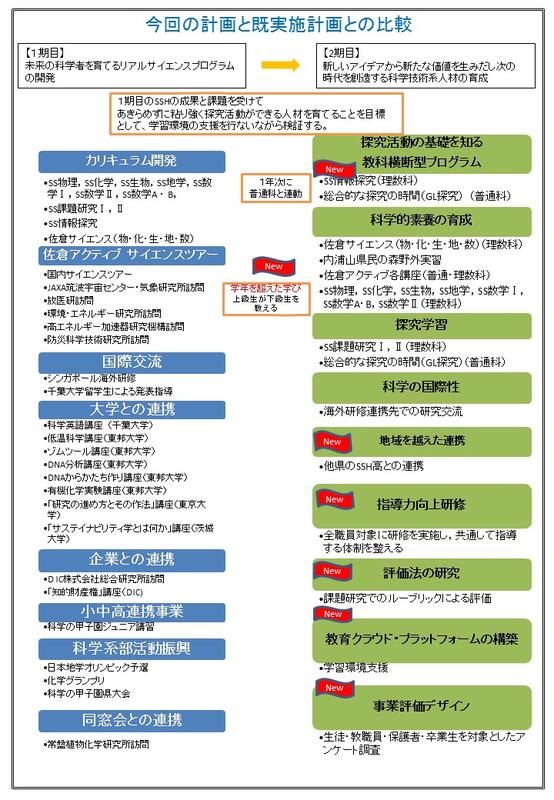 今回の計画と既実施計画との比較
【1期目】
未来の科学者を育てるリアルサイエンスプログラム
の開発
【2期目】
新しいアイデアから新たな価値を生みだし次の
時代を創造する科学技術系人材の育成
1期目のSSHの成果と課題を受けて
あきらめずに粘り強く探究活動ができる人材を育てることを目標
として、学習環境の支援を行ないながら検証する。
カリキュラム開発
•SS物理, SS化学, SS生物, SS地学, SS数
学Ⅰ, SS数学Ⅱ, SS数学A・B,
•SS課題研究Ⅰ, Ⅱ
•SS情報探究
•佐倉サイエンス(物・化・生・地・数)
佐倉アクティブ サイエンスツアー
•国内サイエンスツアー
•JAXA筑波宇宙センター・気象研究所訪問
•放医研訪問
•環境・エネルギー研究所訪問
•高エネルギー加速器研究機構訪問
•防災科学技術研究所訪問
国際交流
•シンガポール海外研修
•千葉大学留学生による発表指導
大学との連携
•科学英語講座(千葉大学)
•低温科学講座(東邦大学)
•ゾムツール講座(東邦大学)
•DNA分析講座(東邦大学)
•DNAからかたち作り講座(東邦大学)
•有機化学実験講座(東邦大学)
•「研究の進め方とその作法」講座(東京大
学)
•「サステイナビリティ学とは何か」講座(茨城
大学)
企業との連携
•DIC株式会社総合研究所訪問
•「知的財産権」講座(DIC)
小中高連携事業
•科学の甲子園ジュニア講習
科学系部活動振興
•日本地学オリンピック予選
•化学グランプリ
•科学の甲子園県大会
同窓会との連携
•常盤植物化学研究所訪問
1年次に
普通科と連動
New
学年を超えた学び
上級生が下級生を
教える
探究活動の基礎を知る
教科横断型プログラム
New
•SS情報探究(理数科)
•総合的な探究の時間(GL探究)(普通科)
科学的素養の育成
•佐倉サイエンス(物・化・生・地・数)(理数科)
•内浦山県民の森野外実習
•佐倉アクティブ各講座(普通・理数科)
•SS物理, SS化学, SS生物, SS地学, SS数学Ⅰ,
SS数学A・B, SS数学Ⅱ(理数科)
探究学習
•SS課題研究Ⅰ, Ⅱ(理数科)
•総合的な探究の時間(GL探究)(普通科)
科学の国際性
•海外研修連携先での研究交流
New
地域を越えた連携
•他県のSSH高との連携
New
指導力向上研修
•全職員対象に研修を実施し, 共通して指導
する体制を整える
New
評価法の研究
•課題研究でのルーブリックによる評価
New
教育クラウド・プラットフォームの構築
•学習環境支援
New
事業評価デザイン
•生徒・教職員・保護者・卒業生を対象としたア
ンケート調査